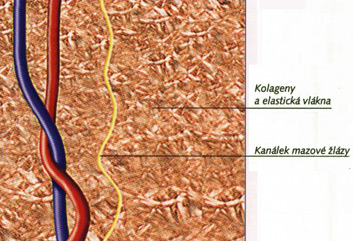 Kolageny
a elastická vlákna
Kanálek mazové žlázy